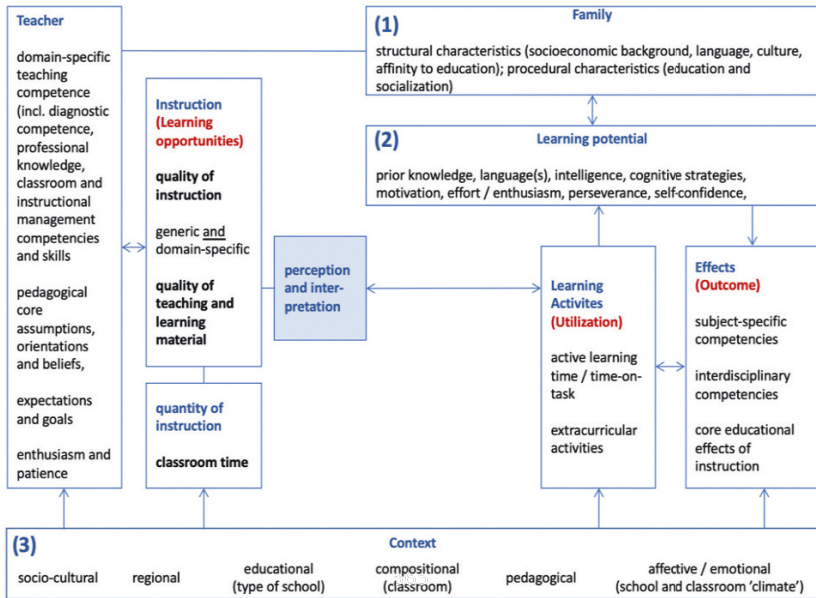 Teacher
domain-specific
teaching
competence
(incl. diagnostic
competence,
professional
knowledge,
classroom and
instructional
management
competencies
and skills
pedagogical
core
assumptions,
orientations
and beliefs,
expectations
and goals
enthusiasm and
patience
Instruction
(Learning
opportunities)
quality of
instruction
generic and
domain-specific
quality of
teaching and
learning
material
quantity of
instruction
classroom time
perception
and inter-
pretation
(1)
Family
structural characteristics (socioeconomic background, language, culture,
affinity to education); procedural characteristics (education and
socialization)
(2)
Learning potential
prior knowledge, language(s), intelligence, cognitive strategies,
motivation, effort / enthusiasm, perseverance, self-confidence,
Learning
Activites
(Utilization)
active learning
time / time-on-
task
extracurricular
activities
Effects
(Outcome)
subject-specific
competencies
interdisciplinary
competencies
core educational
effects of
instruction
(3)
Context
socio-cultural
regional
educational
(type of school)
compositional
(classroom)
pedagogical
affective / emotional
(school and classroom 'climate')